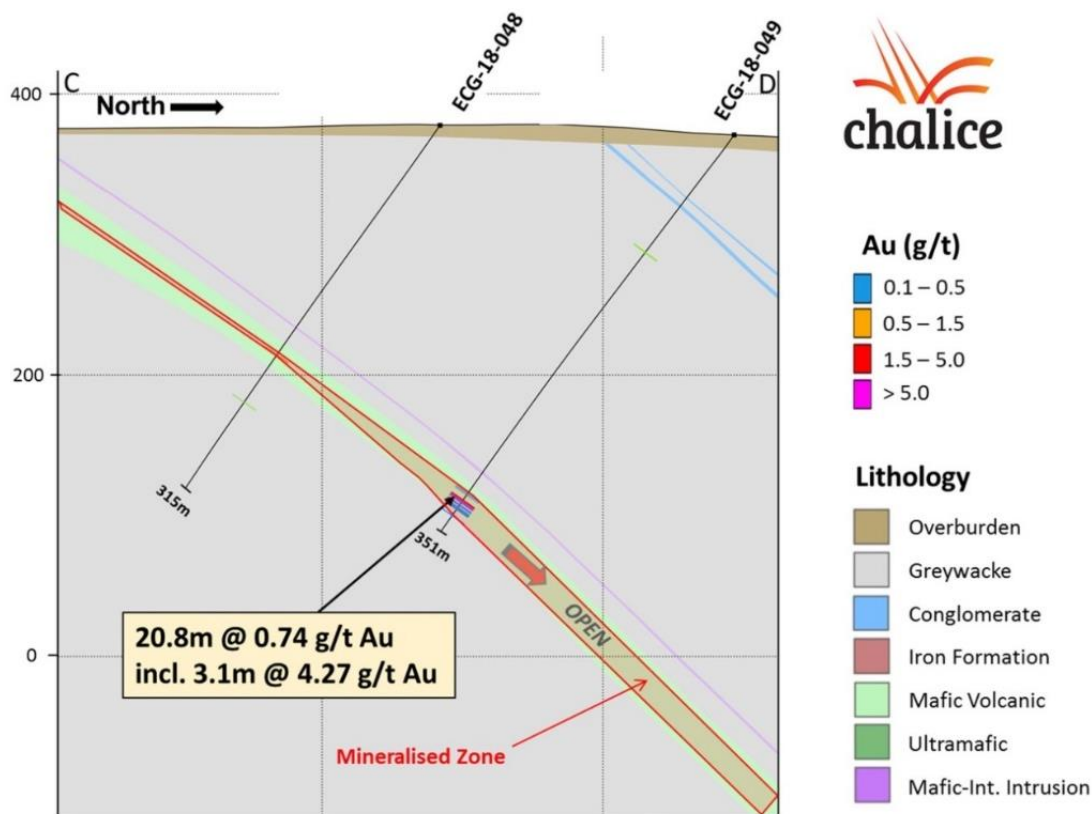 C
D
400
200
0
North
ECG-18-048
ECG-18-049
315m
351m
20.8m @ 0.74 g/t Au
incl. 3.1m @ 4.27 g/t Au
OPEN
Mineralised Zone
chalice
Au (g/t)
0.1 – 0.5
0.5 – 1.5
1.5 – 5.0
> 5.0
Lithology
Overburden
Greywacke
Conglomerate
Iron Formation
Mafic Volcanic
Ultramafic
Mafic-Int. Intrusion